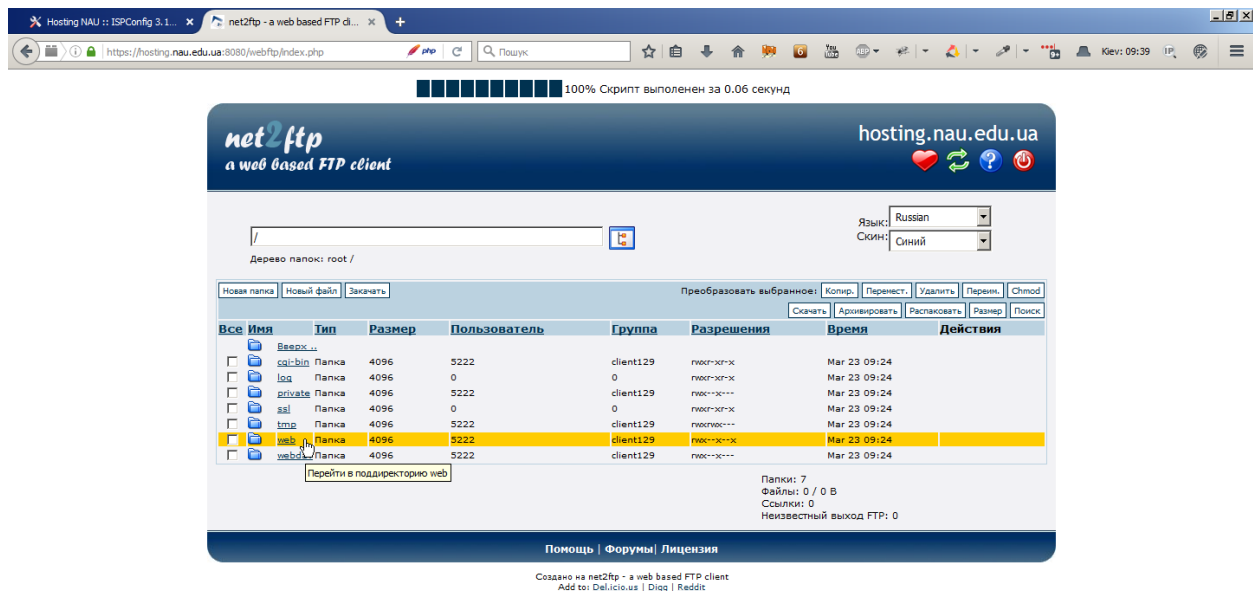 Hosting NAU :: ISPConfig 3.1... net2ftp - a web based FTP cli...
https://hosting.nau.edu.ua:8080/webftp/index.php php Пошук 6 You Tube ABP Kiev: 09:39 IP
100% Скрипт выполенен за 0.06 секунд
net2ftp hosting.nau.edu.ua
a web based FTP client
Язык: Russian
/ Скин: Синий
Дерево папок: root /
Новая папка Новый файл Закачать Преобразовать выбранное: Копир. Перемест. Удалить Переим. Chmod
Скачать Архивировать Распаковать Размер Поиск
Все Имя Тип Размер Пользователь Группа Разрешения Время Действия
Вверх ..
cgi-bin Папка 4096 5222 client129 rwxr-xr-x Mar 23 09:24
log Папка 4096 0 0 rwxr-xr-x Mar 23 09:24
private Папка 4096 5222 client129 rwx--x--- Mar 23 09:24
ssl Папка 4096 0 0 rwxr-xr-x Mar 23 09:24
tmp Папка 4096 5222 client129 rwxrwx--- Mar 23 09:24
web Папка 4096 5222 client129 rwx--x--x Mar 23 09:24
Папка 4096 5222 client129 rwx--x--- Mar 23 09:24
Перейти в поддиректорию web
Папки: 7
Файлы: 0 / 0 B
Ссылки: 0
Неизвестный выход FTP: 0
Помощь | Форумы| Лицензия
Создано на net2ftp - a web based FTP client
Add to: Del.icio.us | Digg | Reddit